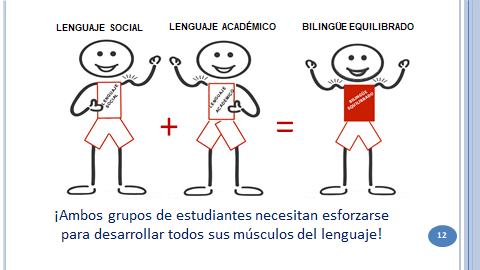 LENGUAJE SOCIAL
LENGUAJE ACADÉMICO
BILINGÜE EQUILIBRADO
LENGUAJE
SOCIAL
LENGUAJE
ACADÉMICO
BILINGÜE
EQUILIBRADO
+
=
¡Ambos grupos de estudiantes necesitan esforzarse
para desarrollar todos sus músculos del lenguaje!
12